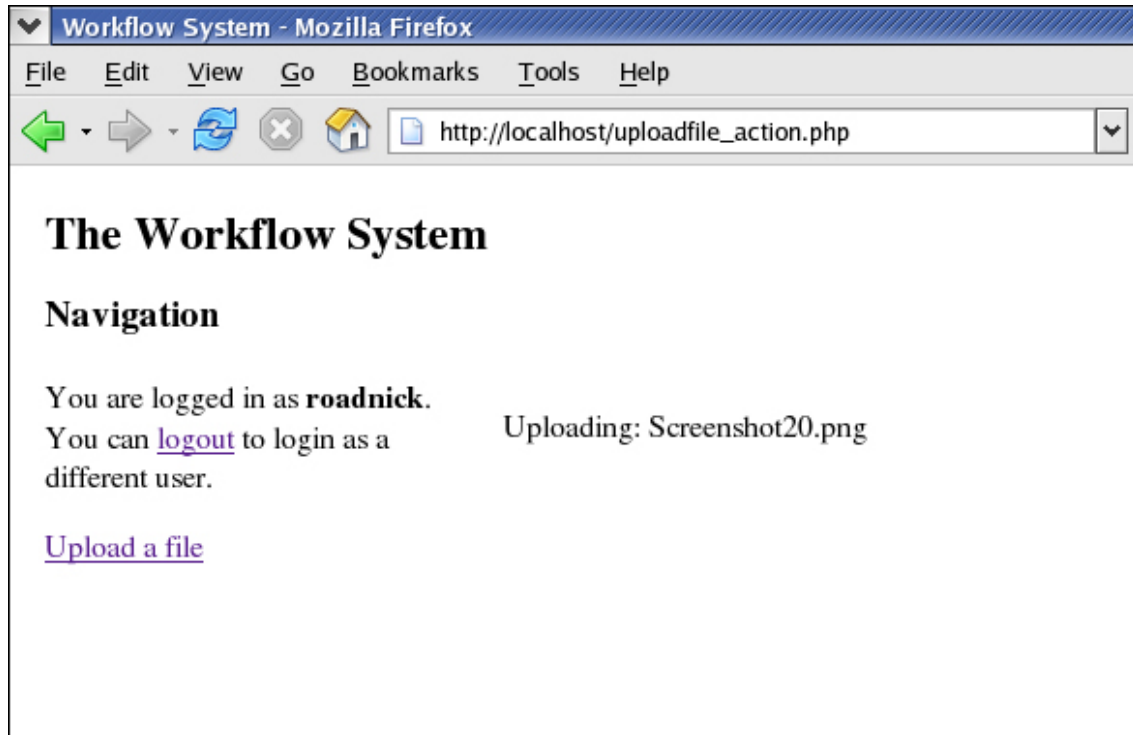 Workflow System - Mozilla Firefox
File Edit View Go Bookmarks Tools Help
http://localhost/uploadfile_action.php
The Workflow System
Navigation
You are logged in as roadnick.
You can logout to login as a
different user.
Uploading: Screenshot20.png
Upload a file